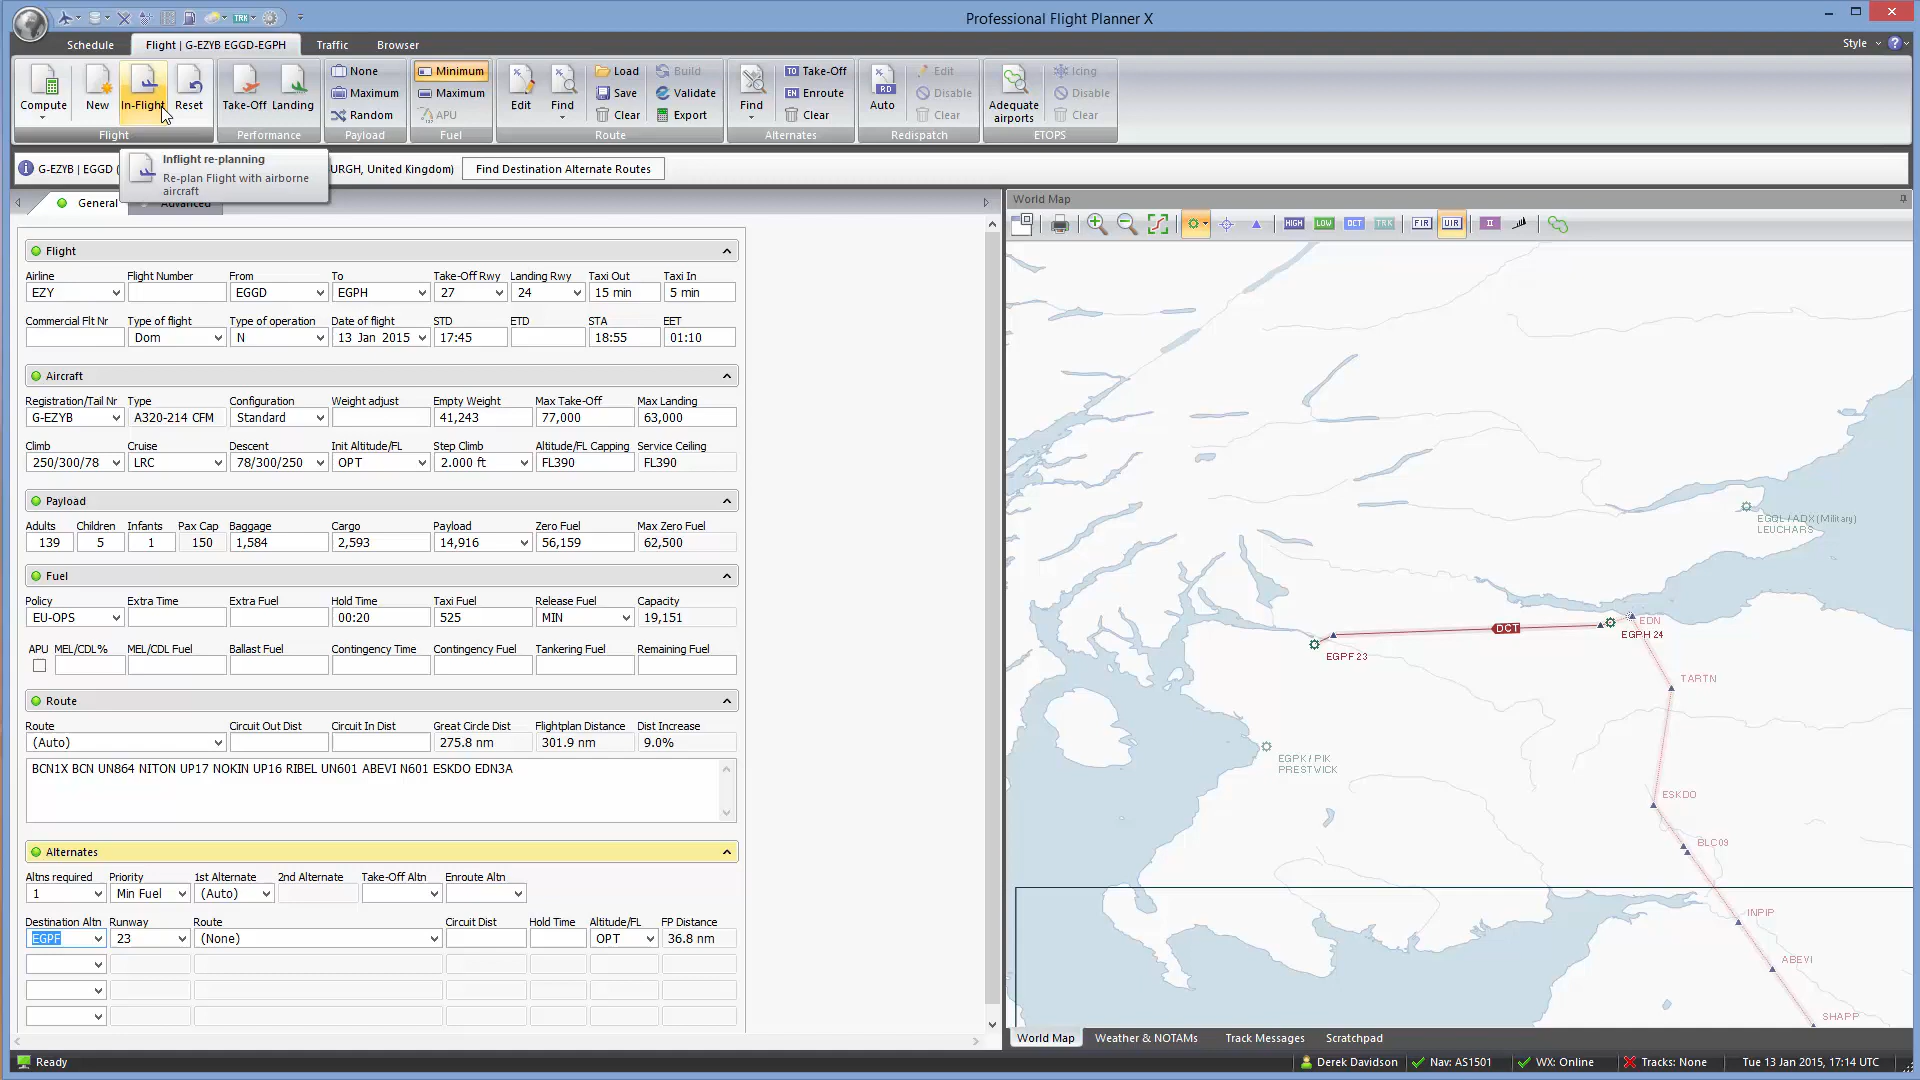 Professional Flight Planner X
Schedule Flight | G-EZYB EGGD-EGPH Traffic Browser Style
Compute New In-Flight Reset Take-Off Landing
None Maximum Random
Minimum Maximum APU
Edit Find
Load Save Clear
Build Validate Export
Find
Take-Off Enroute Clear
Auto
Edit Disable Clear
Adequate airports
Icing Disable Clear
Flight Performance Payload Fuel Route Alternates Redispatch ETOPS
Inflight re-planning
Re-plan Flight with airborne
aircraft
G-EZYB | EGGD ( URGH, United Kingdom) Find Destination Alternate Routes
General Advanced
Flight
Airline Flight Number From To Take-Off Rwy Landing Rwy Taxi Out Taxi In
EZY EGGD EGPH 27 24 15 min 5 min
Commercial Flt Nr Type of flight Type of operation Date of flight STD ETD STA EET
Dom N 13 Jan 2015 17:45 18:55 01:10
Aircraft
Registration/Tail Nr Type Configuration Weight adjust Empty Weight Max Take-Off Max Landing
G-EZYB A320-214 CFM Standard 41,243 77,000 63,000
Climb Cruise Descent Init Altitude/FL Step Climb Altitude/FL Capping Service Ceiling
250/300/78 LRC 78/300/250 OPT 2.000 ft FL390 FL390
Payload
Adults Children Infants Pax Cap Baggage Cargo Payload Zero Fuel Max Zero Fuel
139 5 1 150 1,584 2,593 14,916 56,159 62,500
Fuel
Policy Extra Time Extra Fuel Hold Time Taxi Fuel Release Fuel Capacity
EU-OPS 00:20 525 MIN 19,151
APU MEL/CDL% MEL/CDL Fuel Ballast Fuel Contingency Time Contingency Fuel Tankering Fuel Remaining Fuel
Route
Route Circuit Out Dist Circuit In Dist Great Circle Dist Flightplan Distance Dist Increase
(Auto) 275.8 nm 301.9 nm 9.0%
BCN1X BCN UN864 NITON UP17 NOKIN UP16 RIBEL UN601 ABEVI N601 ESKDO EDN3A
Alternates
Altns required Priority 1st Alternate 2nd Alternate Take-Off Altn Enroute Altn
1 Min Fuel (Auto)
Destination Altn Runway Route Circuit Dist Hold Time Altitude/FL FP Distance
EGPF 23 (None) OPT 36.8 nm
World Map
HIGH LOW DCT TRK FIR UIR
EGQL/ADX(Military)
LEUCHARS
DCT
EDN
EGPH 24
EGPF 23
TARTN
EGPK/PIK
PRESTWICK
ESKDO
BLC09
INPIP
ABEVI
SHAPP
World Map Weather & NOTAMs Track Messages Scratchpad
Ready Derek Davidson Nav: AS1501 WX: Online Tracks: None Tue 13 Jan 2015, 17:14 UTC